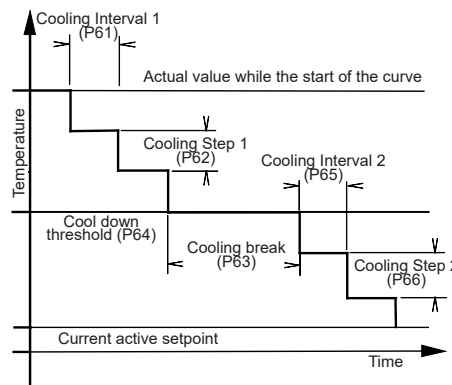 Cooling Interval 1
(P61)
Actual value while the start of the curve
Temperature
Cooling Step 1
(P62)
Cooling Interval 2
(P65)
Cool down
threshold (P64)
Cooling break
(P63)
Cooling Step 2
(P66)
Current active setpoint
Time